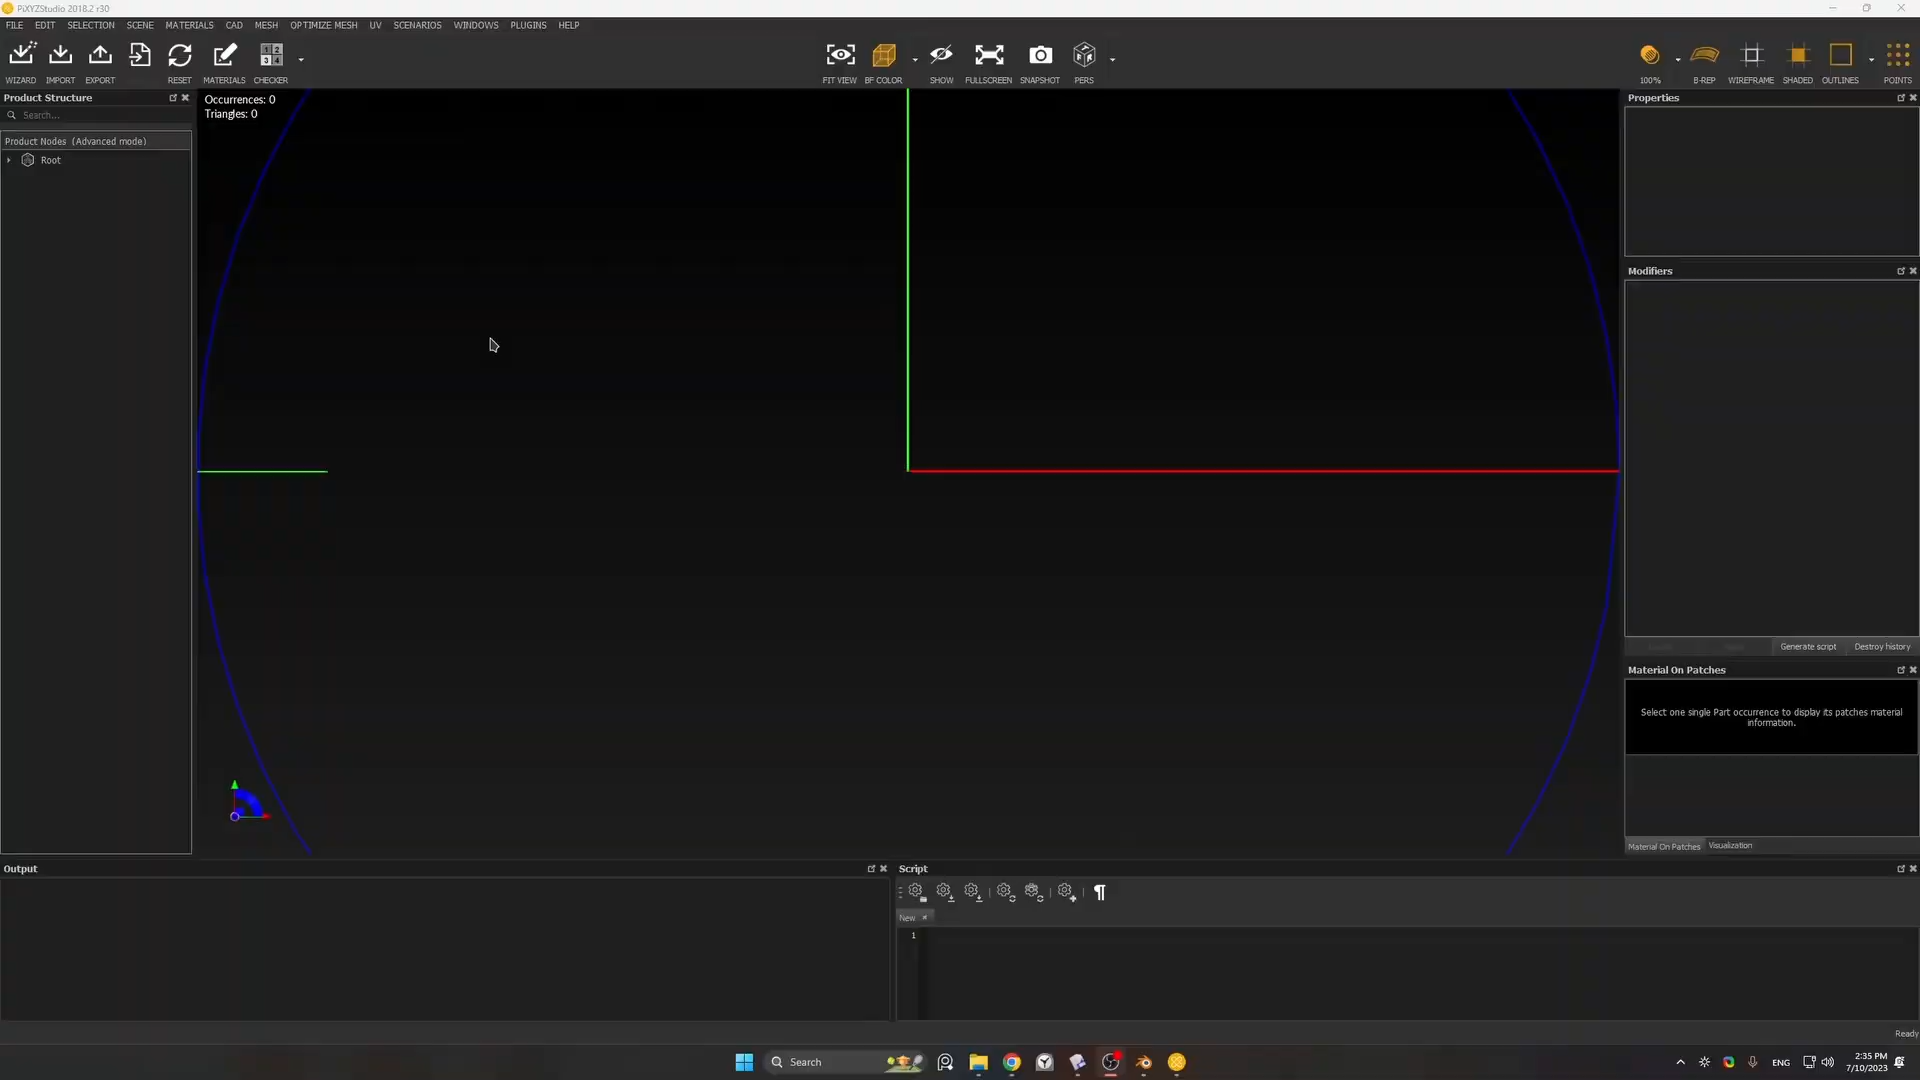 PiXYZStudio 2018.2 r30
FILE EDIT SELECTION SCENE MATERIALS CAD MESH OPTIMIZE MESH UV SCENARIOS WINDOWS PLUGINS HELP
1 2
3 4
WIZARD IMPORT EXPORT RESET MATERIALS CHECKER FIT VIEW BF COLOR SHOW FULLSCREEN SNAPSHOT PERS 100% B-REP WIREFRAME SHADED OUTLINES POINTS
Product Structure
Search...
Product Nodes (Advanced mode)
Root
Occurrences: 0
Triangles: 0
Properties
Modifiers
Generate script Destroy history
Material On Patches
Select one single Part occurrence to display its patches material
information.
Material On Patches Visualization
Output
Script
New
1
Ready
Search
ENG
2:35 PM
7/10/2023